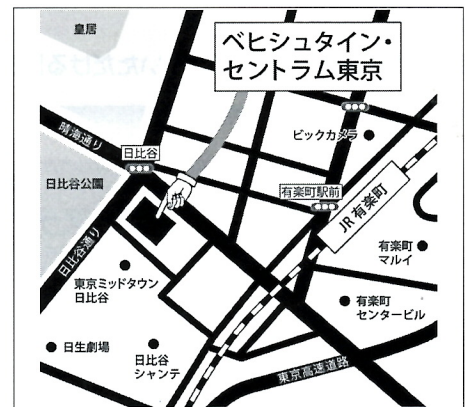 皇居
ベヒシュタイン・
セントラム東京
晴海通り
日比谷
ビックカメラ
日比谷公園
有楽町駅前
JR 有楽町
日比谷通り
有楽町
マルイ
東京ミッドタウン
日比谷
有楽町
センタービル
日生劇場
日比谷
シャンテ
東京高速道路